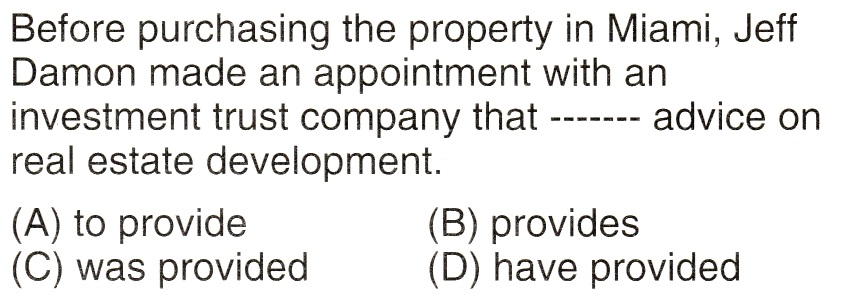 Before purchasing the property in Miami, Jeff
Damon made an appointment with an
investment trust company that ------- advice on
real estate development.
(A) to provide (B) provides
(C) was provided (D) have provided